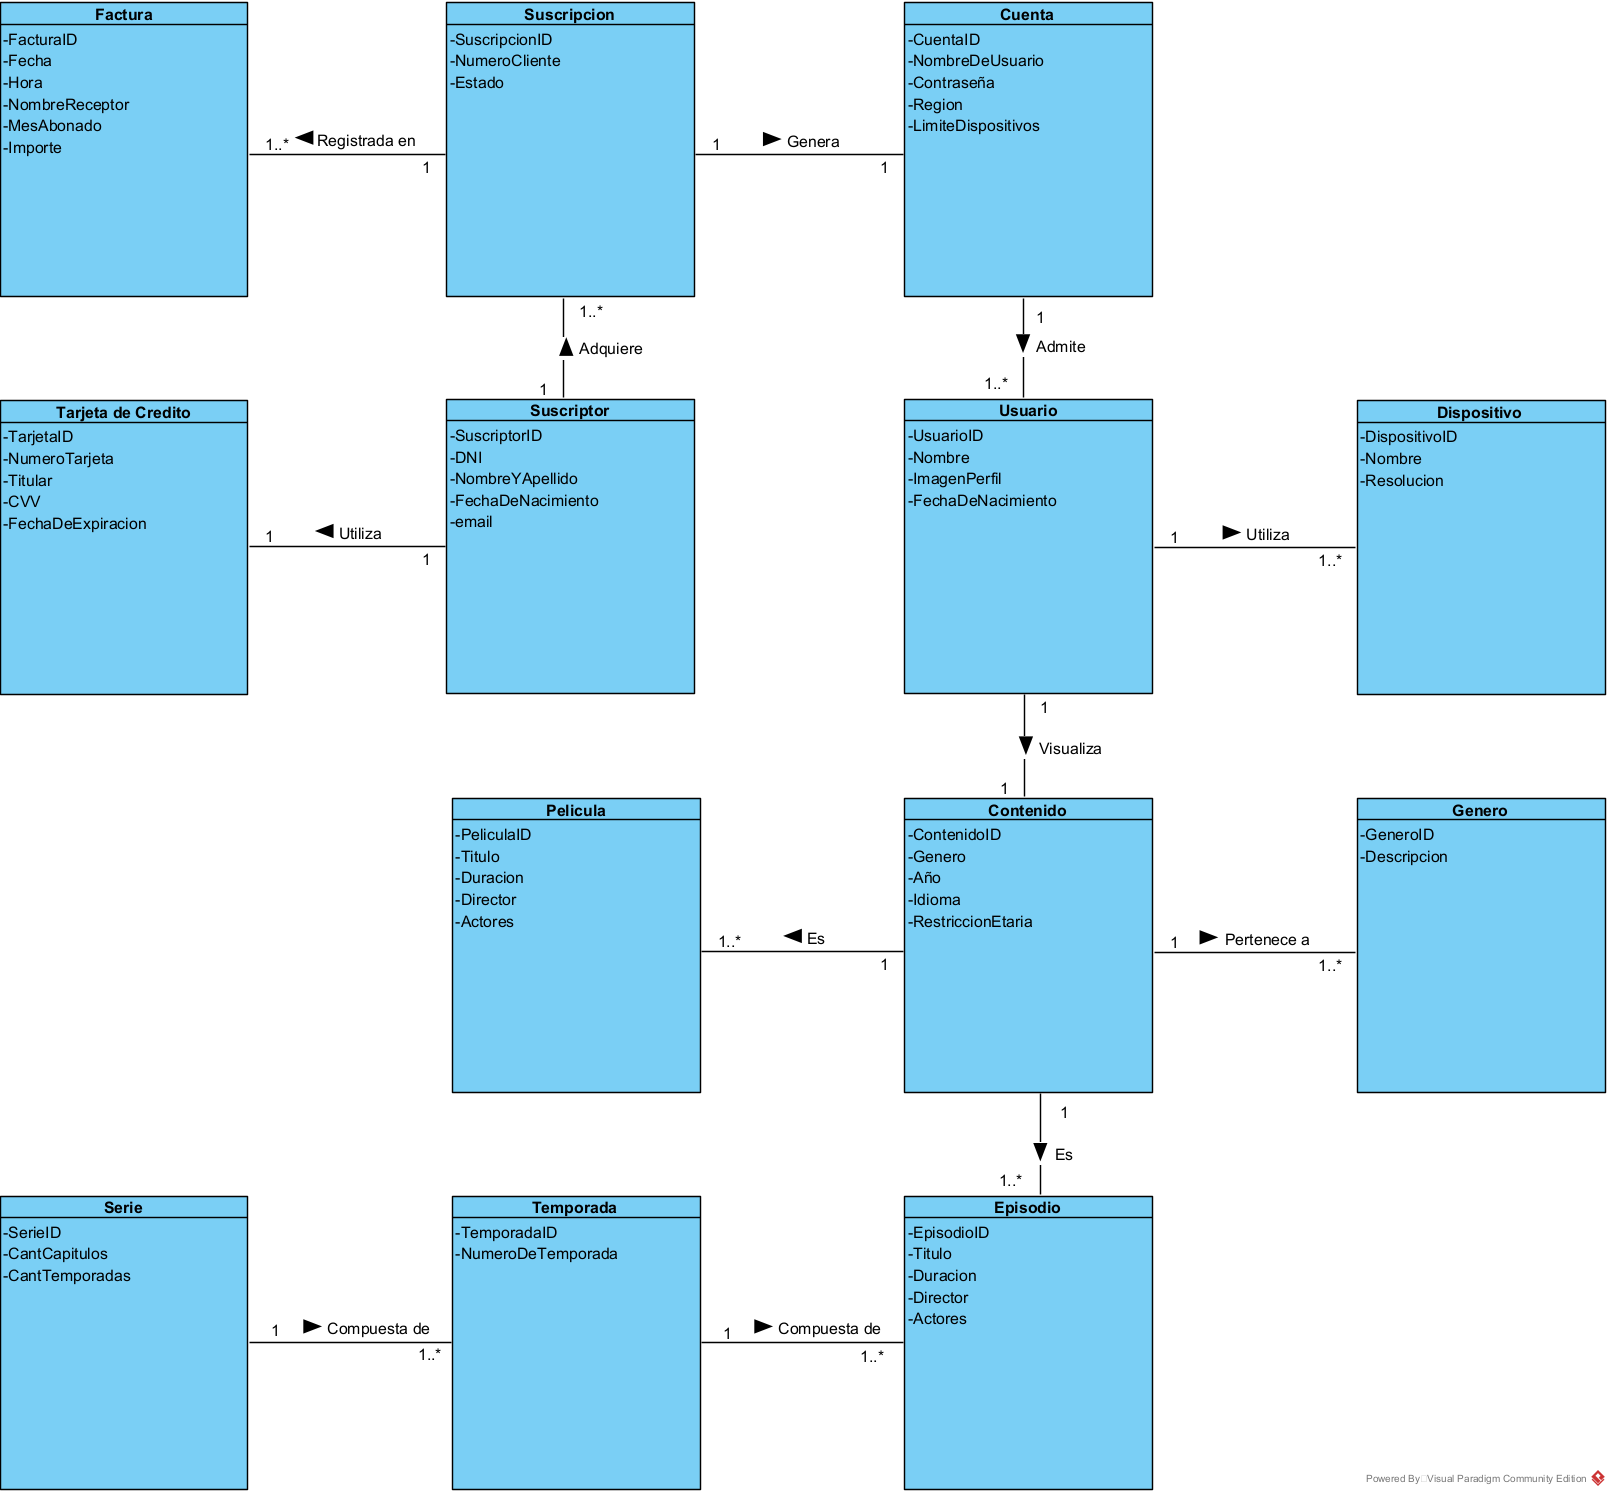 Factura
-FacturaID
-Fecha
-Hora
-NombreReceptor
-MesAbonado
-Importe
1..*
Registrada en
1
Suscripcion
-SuscripcionID
-NumeroCliente
-Estado
1
Genera
1
Cuenta
-CuentaID
-NombreDeUsuario
-Contraseña
-Region
-LimiteDispositivos
1..*
Adquiere
1
1
Admite
1..*
Tarjeta de Credito
-TarjetaID
-NumeroTarjeta
-Titular
-CVV
-FechaDeExpiracion
1
Utiliza
1
Suscriptor
-SuscriptorID
-DNI
-NombreYApellido
-FechaDeNacimiento
-email
Usuario
-UsuarioID
-Nombre
-ImagenPerfil
-FechaDeNacimiento
1
Utiliza
1..*
Dispositivo
-DispositivoID
-Nombre
-Resolucion
1
Visualiza
1
Pelicula
-PeliculaID
-Titulo
-Duracion
-Director
-Actores
1..*
Es
1
Contenido
-ContenidoID
-Genero
-Año
-Idioma
-RestriccionEtaria
1
Pertenece a
1..*
Genero
-GeneroID
-Descripcion
1
Es
1..*
Serie
-SerieID
-CantCapitulos
-CantTemporadas
1
Compuesta de
1..*
Temporada
-TemporadaID
-NumeroDeTemporada
1
Compuesta de
1..*
Episodio
-EpisodioID
-Titulo
-Duracion
-Director
-Actores
Powered By Visual Paradigm Community Edition